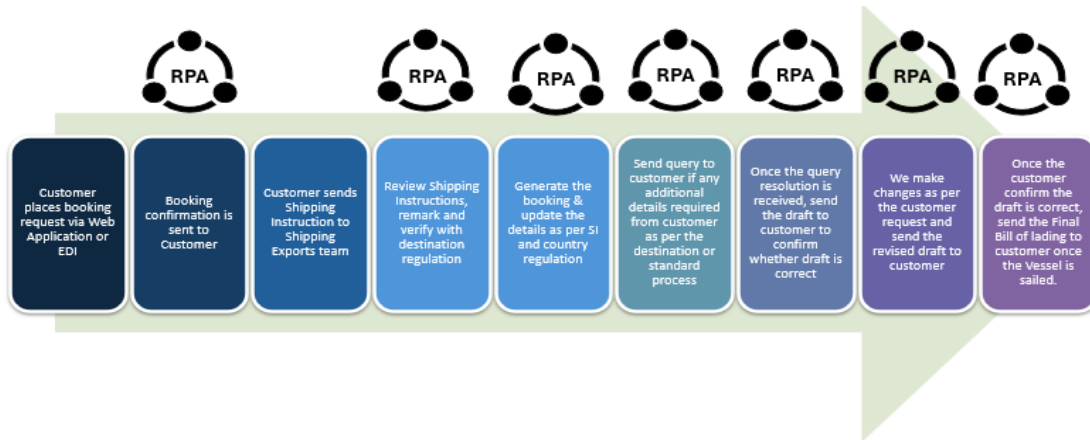 RPA
RPA
RPA
RPA
RPA
RPA
RPA
Customer
places booking
request via Web
Application or
EDI
Booking
confirmation is
sent to
Customer
Customer sends
Shipping
Instruction to
Shipping
Exports team
Review Shipping
Instructions,
remark and
verify with
destination
regulation
Generate the
booking &
update the
details as per SI
and country
regulation
Send query to
customer if any
additional
details required
from customer
as per the
destination or
standard
process
Once the query
resolution is
received, send
the draft to
customer to
confirm
whether draft is
correct
We make
changes as per
the customer
request and
send the
revised draft to
customer
Once the
customer
confirm the
draft is correct,
send the Final
Bill of lading to
customer once
the Vessel is
sailed.